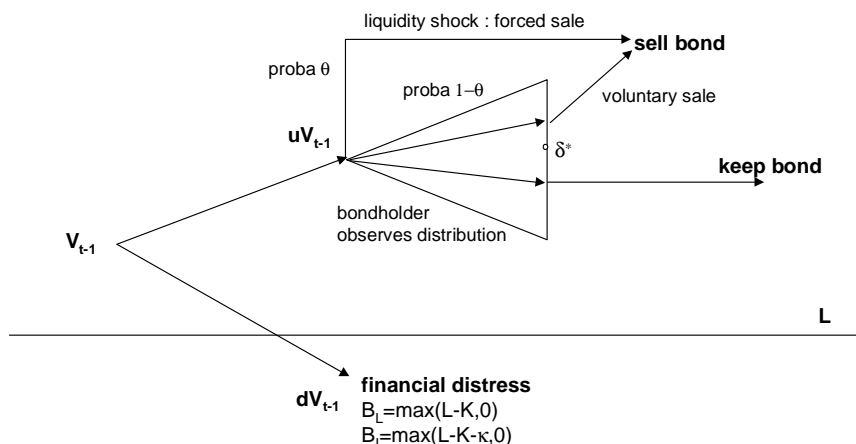 liquidity shock : forced sale
sell bond
proba θ
proba 1−θ
voluntary sale
uV_{t-1}
δ*
keep bond
bondholder
observes distribution
V_{t-1}
L
financial distress
dV_{t-1}
B_L=max(L-K,0)
B_I=max(L-K-κ,0)